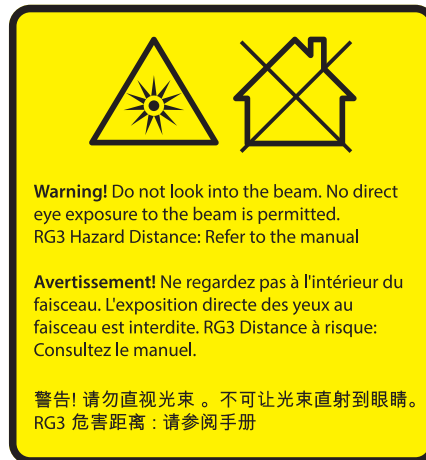 Warning! Do not look into the beam. No direct
eye exposure to the beam is permitted.
RG3 Hazard Distance: Refer to the manual
Avertissement! Ne regardez pas à l'intérieur du
faisceau. L'exposition directe des yeux au
faisceau est interdite. RG3 Distance à risque:
Consultez le manuel.
警告! 请勿直视光束 。不可让光束直射到眼睛。
RG3 危害距离 : 请参阅手册